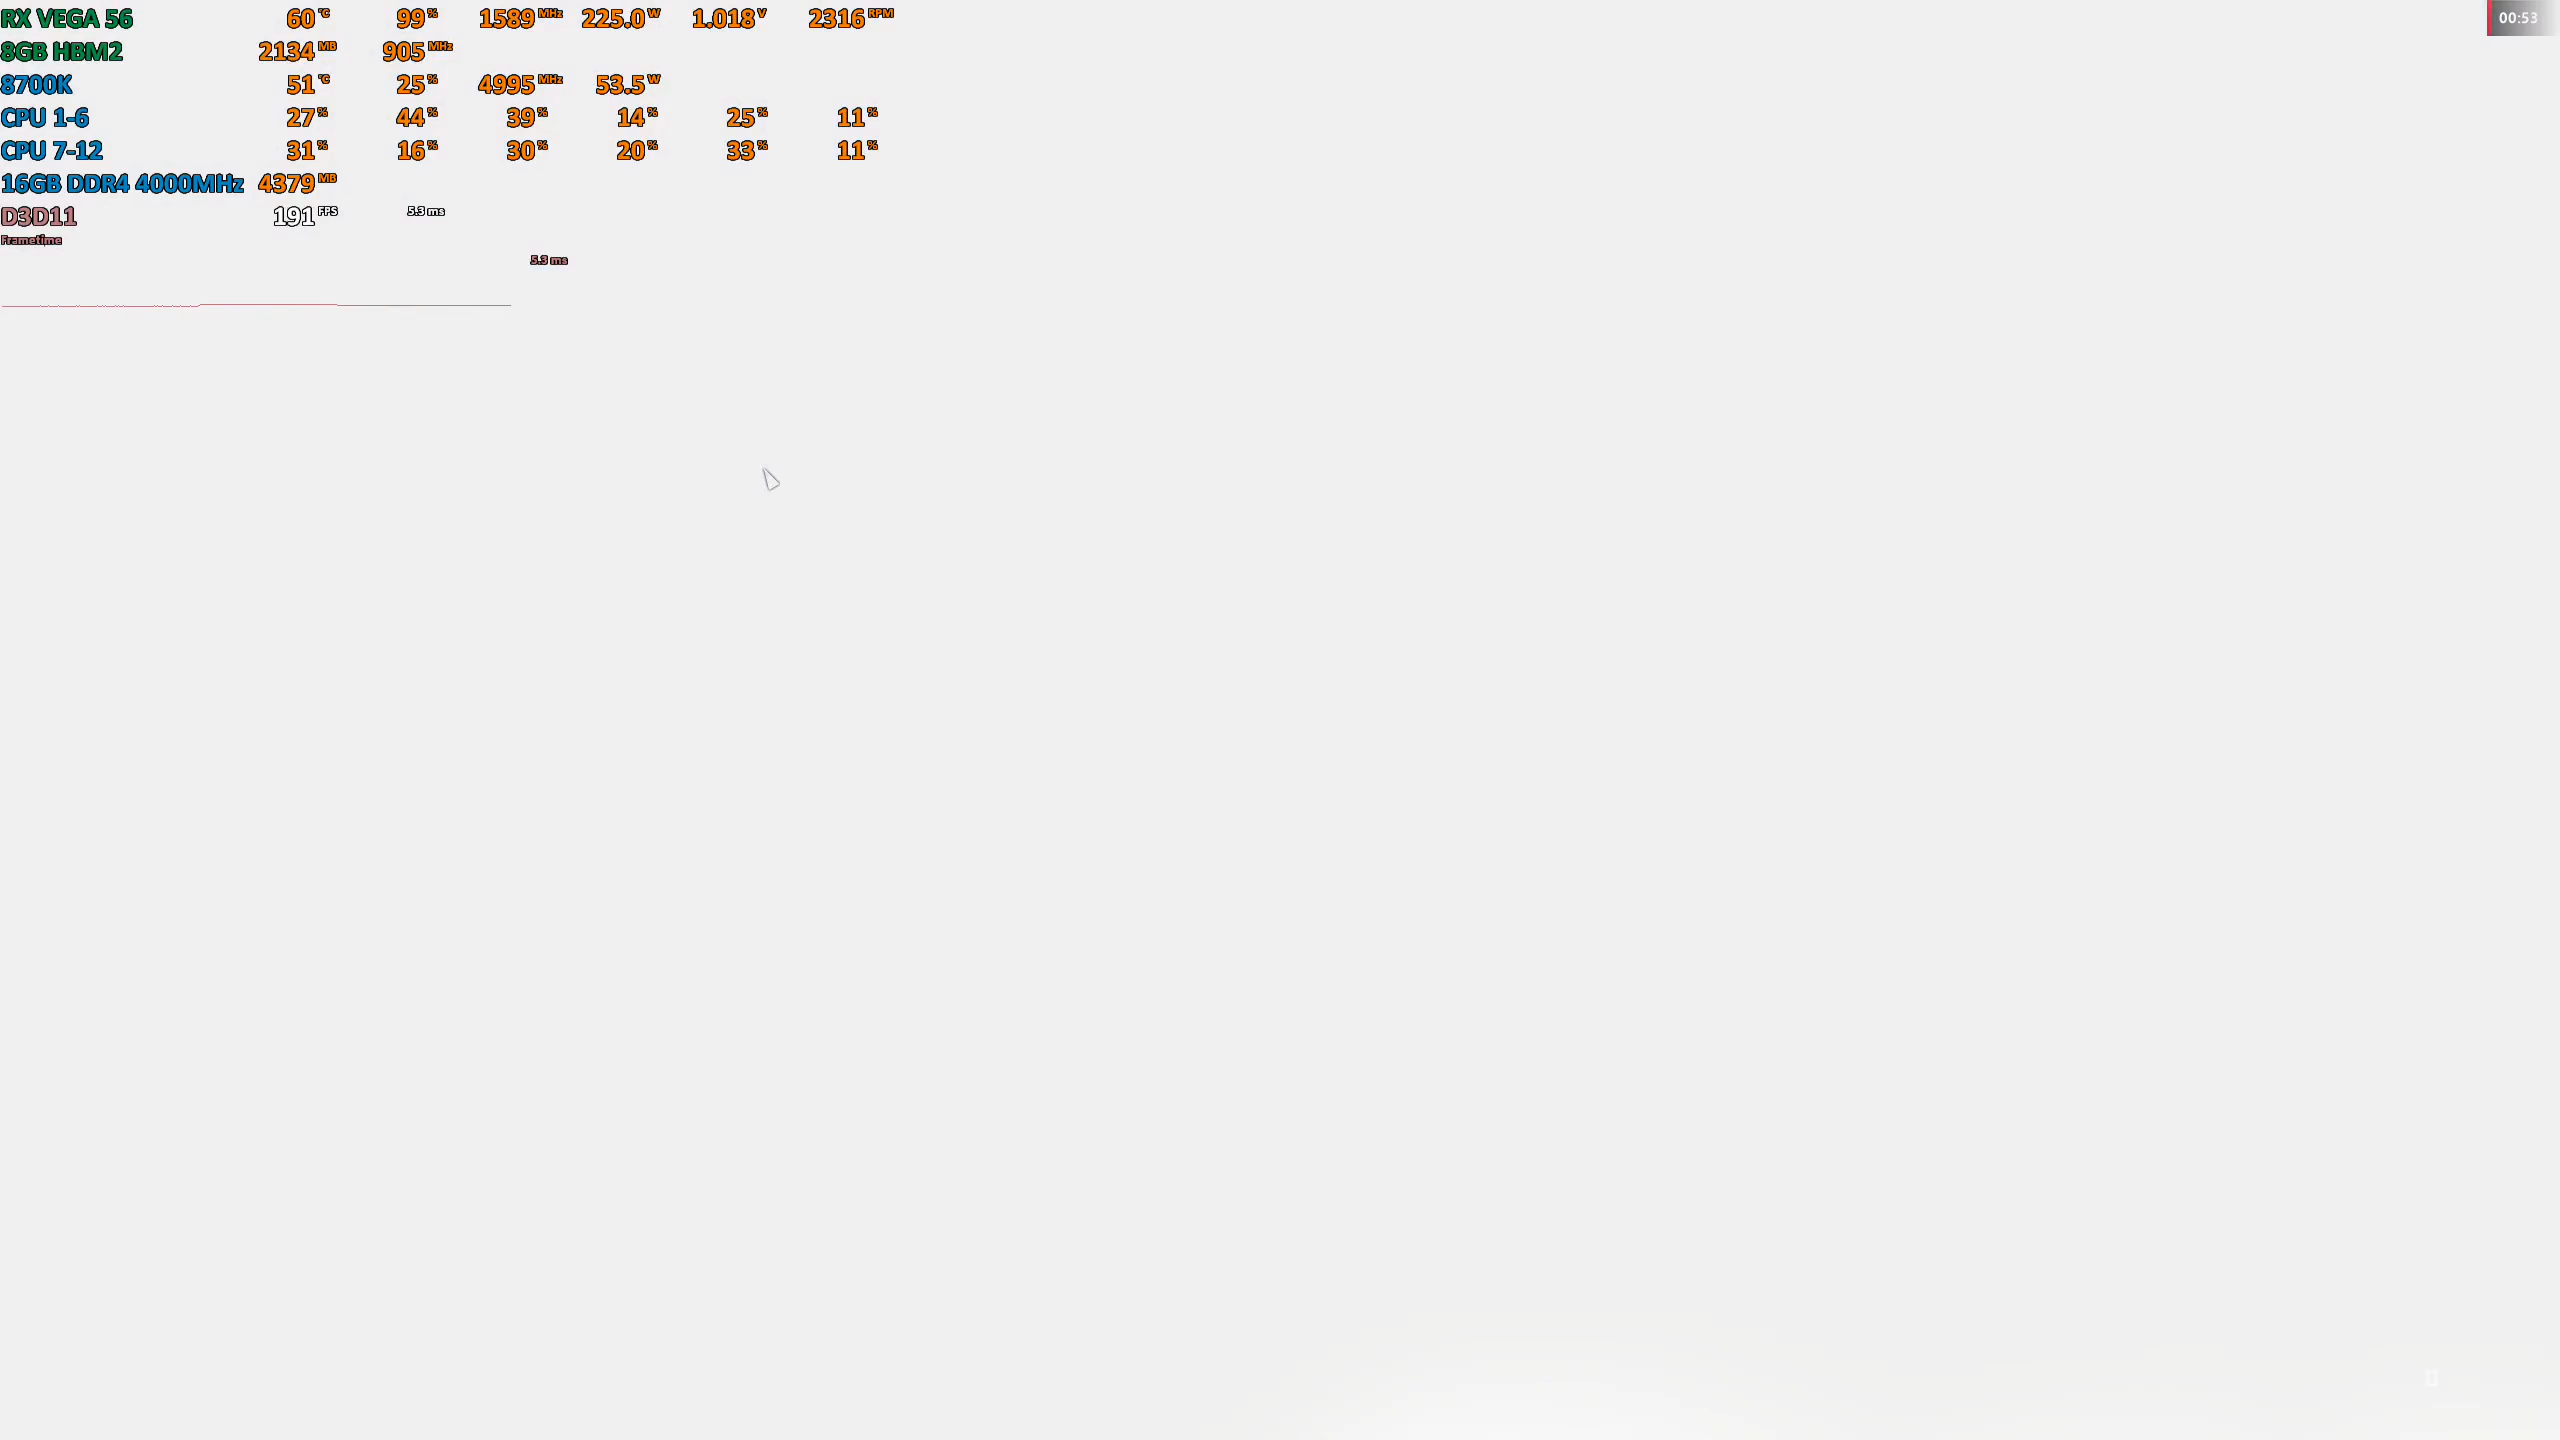 RX VEGA 56 60 °C 99 % 1589 MHz 225.0 W 1.018 V 2316 RPM
00:53
8GB HBM2 2134 MB 905 MHz
8700K 51 °C 25 % 4995 MHz 53.5 W
CPU 1-6 27 % 44 % 39 % 14 % 25 % 11 %
CPU 7-12 31 % 16 % 30 % 20 % 33 % 11 %
16GB DDR4 4000MHz 4379 MB
D3D11 191 FPS 5.3 ms
Frametime
5.3 ms